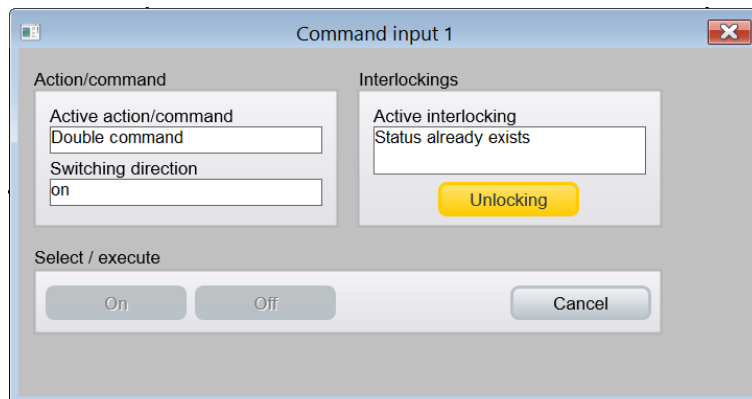 Command input 1
Action/command
Active action/command
Double command
Switching direction
on
Interlockings
Active interlocking
Status already exists
Unlocking
Select / execute
On
Off
Cancel